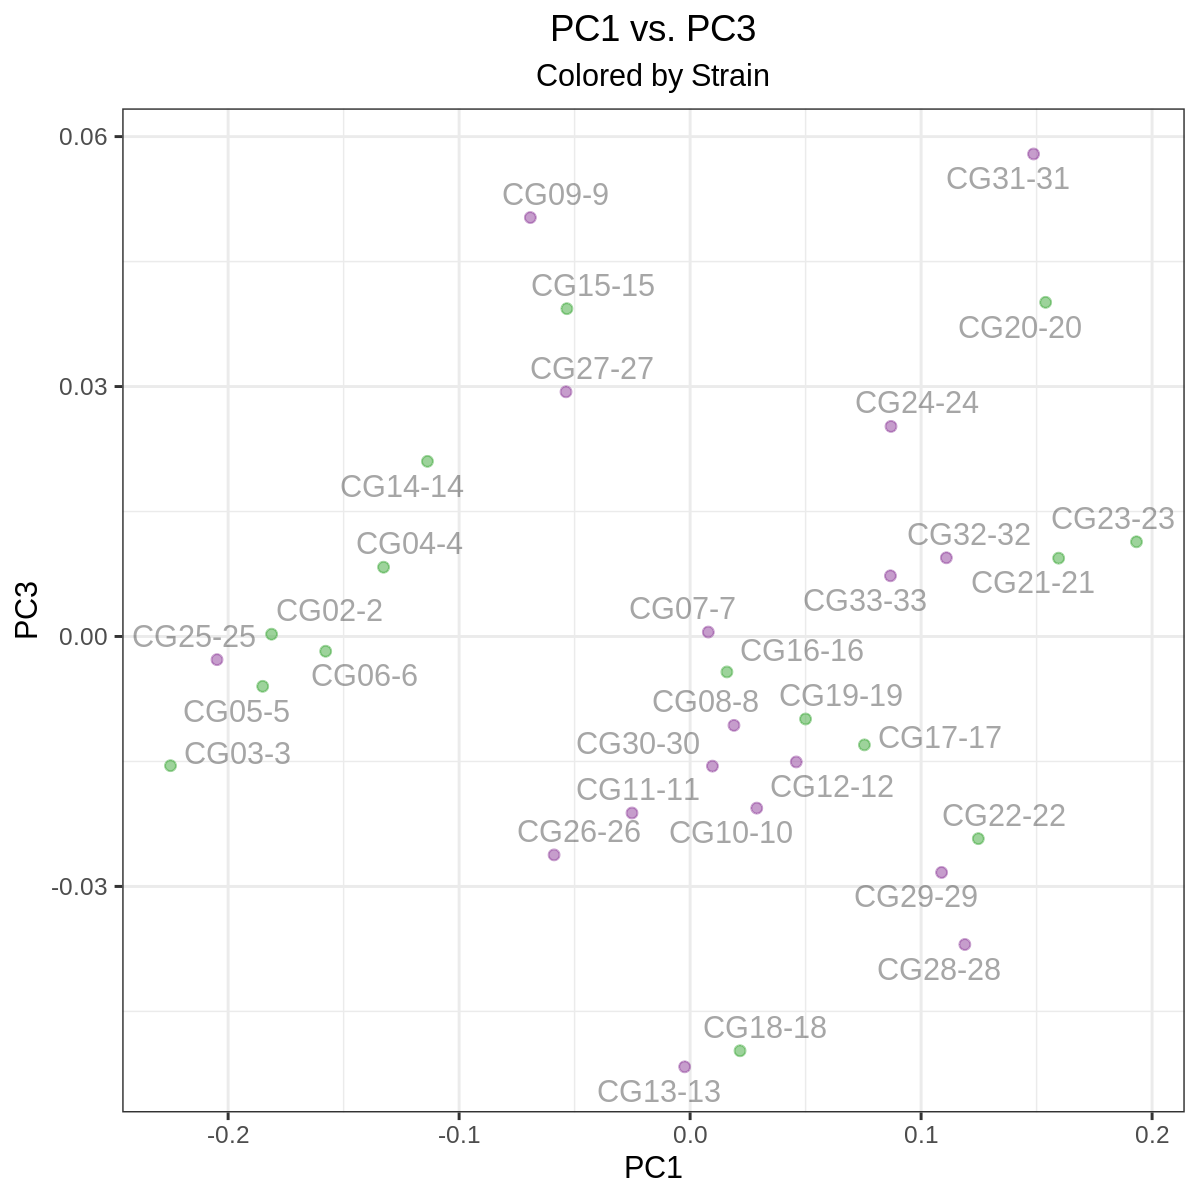 PC1 vs. PC3
Colored by Strain
0.06
CG31-31
CG09-9
CG15-15
CG20-20
CG27-27
0.03
CG24-24
CG14-14
CG23-23
CG32-32
CG04-4
CG21-21
CG33-33
CG02-2
CG07-7
PC3
0.00
CG25-25
CG16-16
CG06-6
CG19-19
CG08-8
CG05-5
CG17-17
CG30-30
CG03-3
CG12-12
CG11-11
CG22-22
CG26-26
CG10-10
-0.03
CG29-29
CG28-28
CG18-18
CG13-13
-0.2
-0.1
0.0
0.1
0.2
PC1